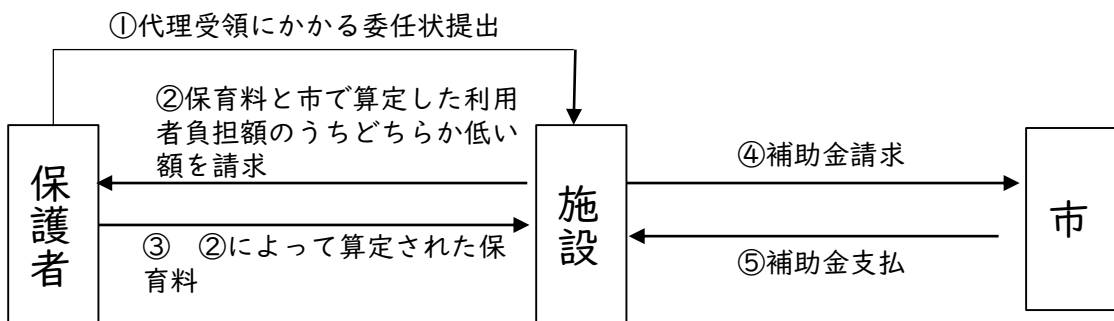 ①代理受領にかかる委任状提出
②保育料と市で算定した利用
者負担額のうちどちらか低い
額を請求
保護者
施設
市
④補助金請求
③　②によって算定された保
育料
⑤補助金支払